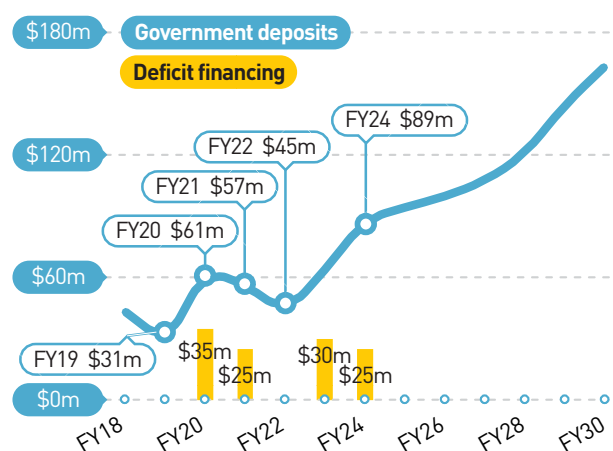 $180m
Government deposits
Deficit financing
FY24 $89m
$120m
FY22 $45m
FY21 $57m
FY20 $61m
$60m
FY19 $31m
$35m
$25m
$30m
$25m
$0m
FY18
FY20
FY22
FY24
FY26
FY28
FY30